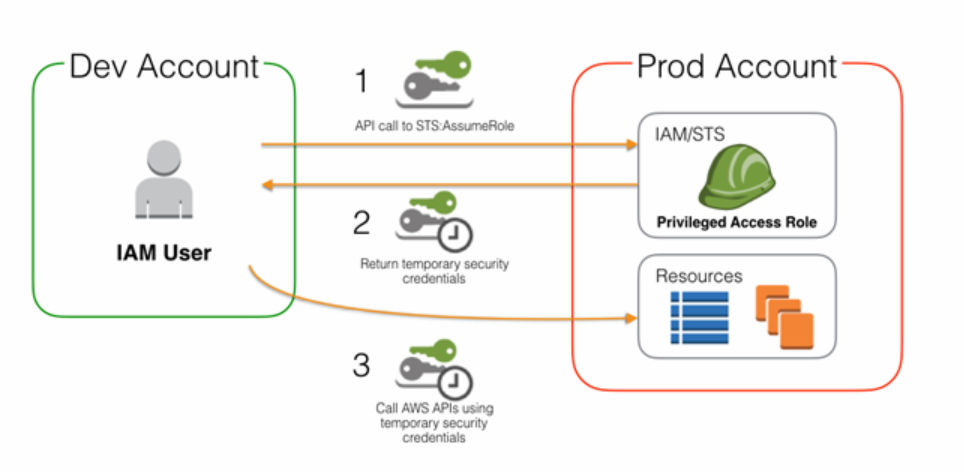 Dev Account
IAM User
1
API call to STS:AssumeRole
2
Return temporary security
credentials
3
Call AWS APIs using
temporary security
credentials
Prod Account
IAM/STS
Privileged Access Role
Resources